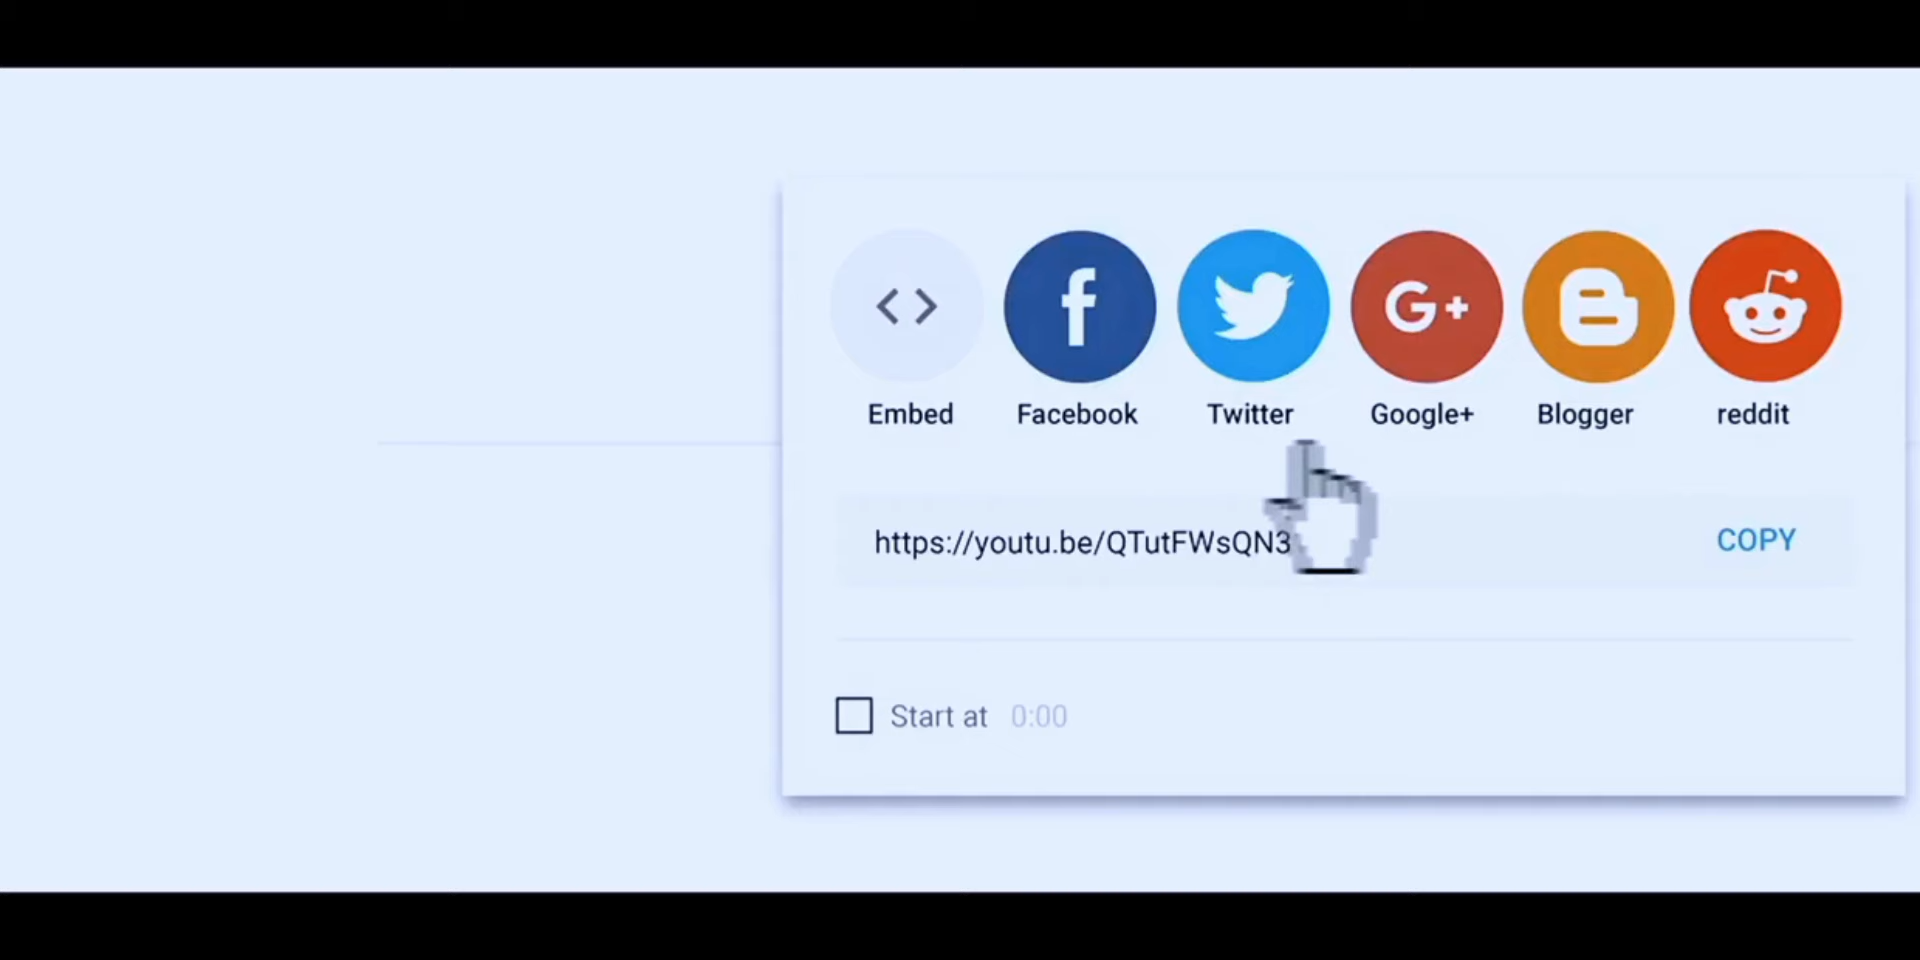 Embed Facebook Twitter Google+ Blogger reddit
https://youtu.be/QTutFWsQN3 COPY
Start at 0:00